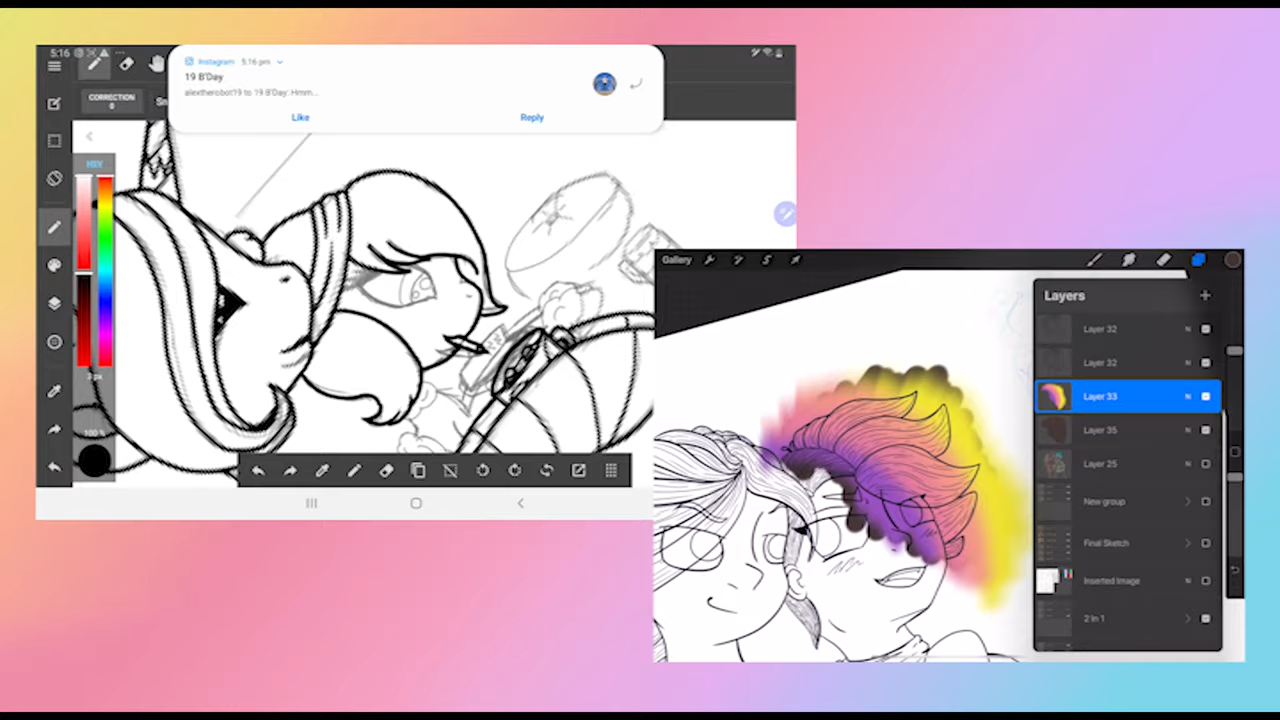 5:16
Instagram 5:16 pm
19 B'Day
alextherobot19 to 19 B'Day: Hmm...
Like Reply
CORRECTION
0
HSV
100 %
Gallery
Layers
Layer 32 N
Layer 32 N
Layer 33 N
Layer 35 N
Layer 25 N
New group
Final Sketch
Inserted Image N
2 In 1